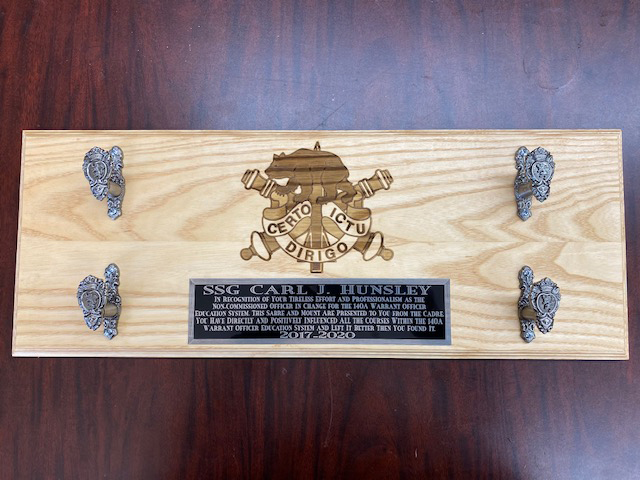 CERTO ICTU
DIRIGO
SSG CARL J. HUNSLEY
IN RECOGNITION OF YOUR TIRELESS EFFORT AND PROFESSIONALISM AS THE
NON-COMMISSIONED OFFICER IN CHANGE FOR THE 140A WARRANT OFFICER
EDUCATION SYSTEM. THIS SABRE AND MOUNT ARE PRESENTED TO YOU FROM THE CADRE.
YOU HAVE DIRECTLY AND POSITIVELY INFLUENCED ALL THE COURSES WITHIN THE 140A
WARRANT OFFICER EDUCATION SYSTEM AND LEFT IT BETTER THEN YOU FOUND IT.
2017-2020